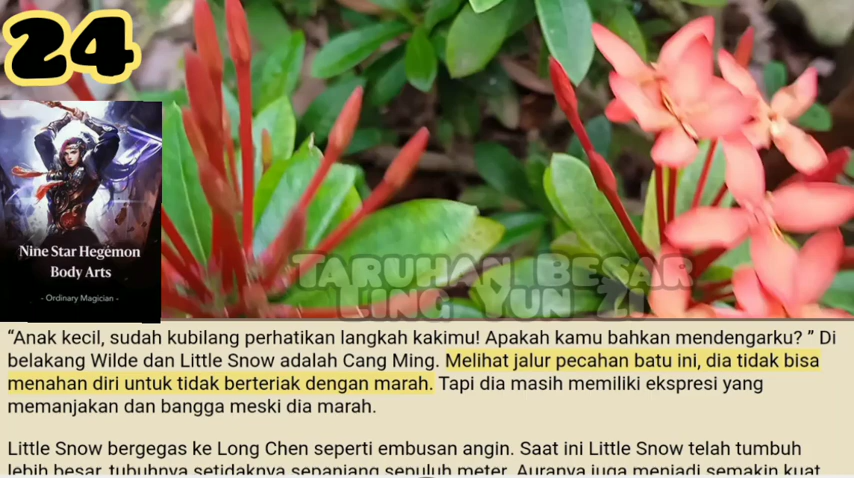 24
TARUHAN BESAR
LING YUN ZI
Nine Star Hegemon
Body Arts
- Ordinary Magician -
“Anak kecil, sudah kubilang perhatikan langkah kakimu! Apakah kamu bahkan mendengarku? ” Di
belakang Wilde dan Little Snow adalah Cang Ming. Melihat jalur pecahan batu ini, dia tidak bisa
menahan diri untuk tidak berteriak dengan marah. Tapi dia masih memiliki ekspresi yang
memanjakan dan bangga meski dia marah.
Little Snow bergegas ke Long Chen seperti embusan angin. Saat ini Little Snow telah tumbuh
lebih besar, tubuhnya setidaknya sepanjang sepuluh meter. Auranya juga menjadi semakin kuat